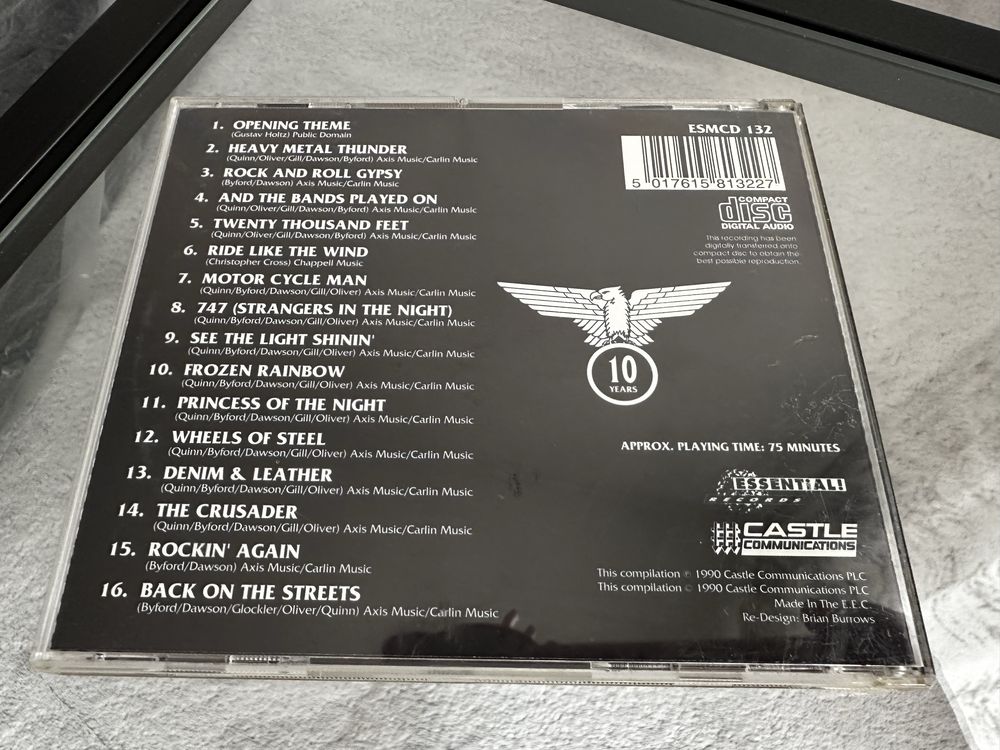 1. OPENING THEME
(Gustav Holtz) Public Domain
2. HEAVY METAL THUNDER
(Quinn/Oliver/Gill/Dawson/Byford) Axis Music/Carlin Music
3. ROCK AND ROLL GYPSY
(Byford/Dawson) Axis Music/Carlin Music
4. AND THE BANDS PLAYED ON
(Quinn/Oliver/Gill/Dawson/Byford) Axis Music/Carlin Music
5. TWENTY THOUSAND FEET
(Quinn/Oliver/Gill/Dawson/Byford) Axis Music/Carlin Music
6. RIDE LIKE THE WIND
(Christopher Cross) Chappell Music
7. MOTOR CYCLE MAN
(Quinn/Byford/Dawson/Gill/Oliver) Axis Music/Carlin Music
8. 747 (STRANGERS IN THE NIGHT)
(Quinn/Byford/Dawson/Gill/Oliver) Axis Music/Carlin Music
9. SEE THE LIGHT SHININ'
(Quinn/Byford/Dawson/Gill/Oliver) Axis Music/Carlin Music
10. FROZEN RAINBOW
(Quinn/Byford/Dawson/Gill/Oliver) Axis Music/Carlin Music
11. PRINCESS OF THE NIGHT
(Quinn/Byford/Dawson/Gill/Oliver) Axis Music/Carlin Music
12. WHEELS OF STEEL
(Quinn/Byford/Dawson/Gill/Oliver) Axis Music/Carlin Music
13. DENIM & LEATHER
(Quinn/Byford/Dawson/Gill/Oliver) Axis Music/Carlin Music
14. THE CRUSADER
(Quinn/Byford/Dawson/Gill/Oliver) Axis Music/Carlin Music
15. ROCKIN' AGAIN
(Byford/Dawson) Axis Music/Carlin Music
16. BACK ON THE STREETS
(Byford/Dawson/Glockler/Oliver/Quinn) Axis Music/Carlin Music
ESMCD 132
5 017615 813227
COMPACT
disc
DIGITAL AUDIO
This recording has been
digitally transferred onto
compact disc to obtain the
best possible reproduction.
10
YEARS
APPROX. PLAYING TIME: 75 MINUTES
ESSENTIAL!
RECORDS
CASTLE
COMMUNICATIONS
This compilation ℗ 1990 Castle Communications PLC
This compilation © 1990 Castle Communications PLC
Made In The E.E.C.
Re-Design: Brian Burrows